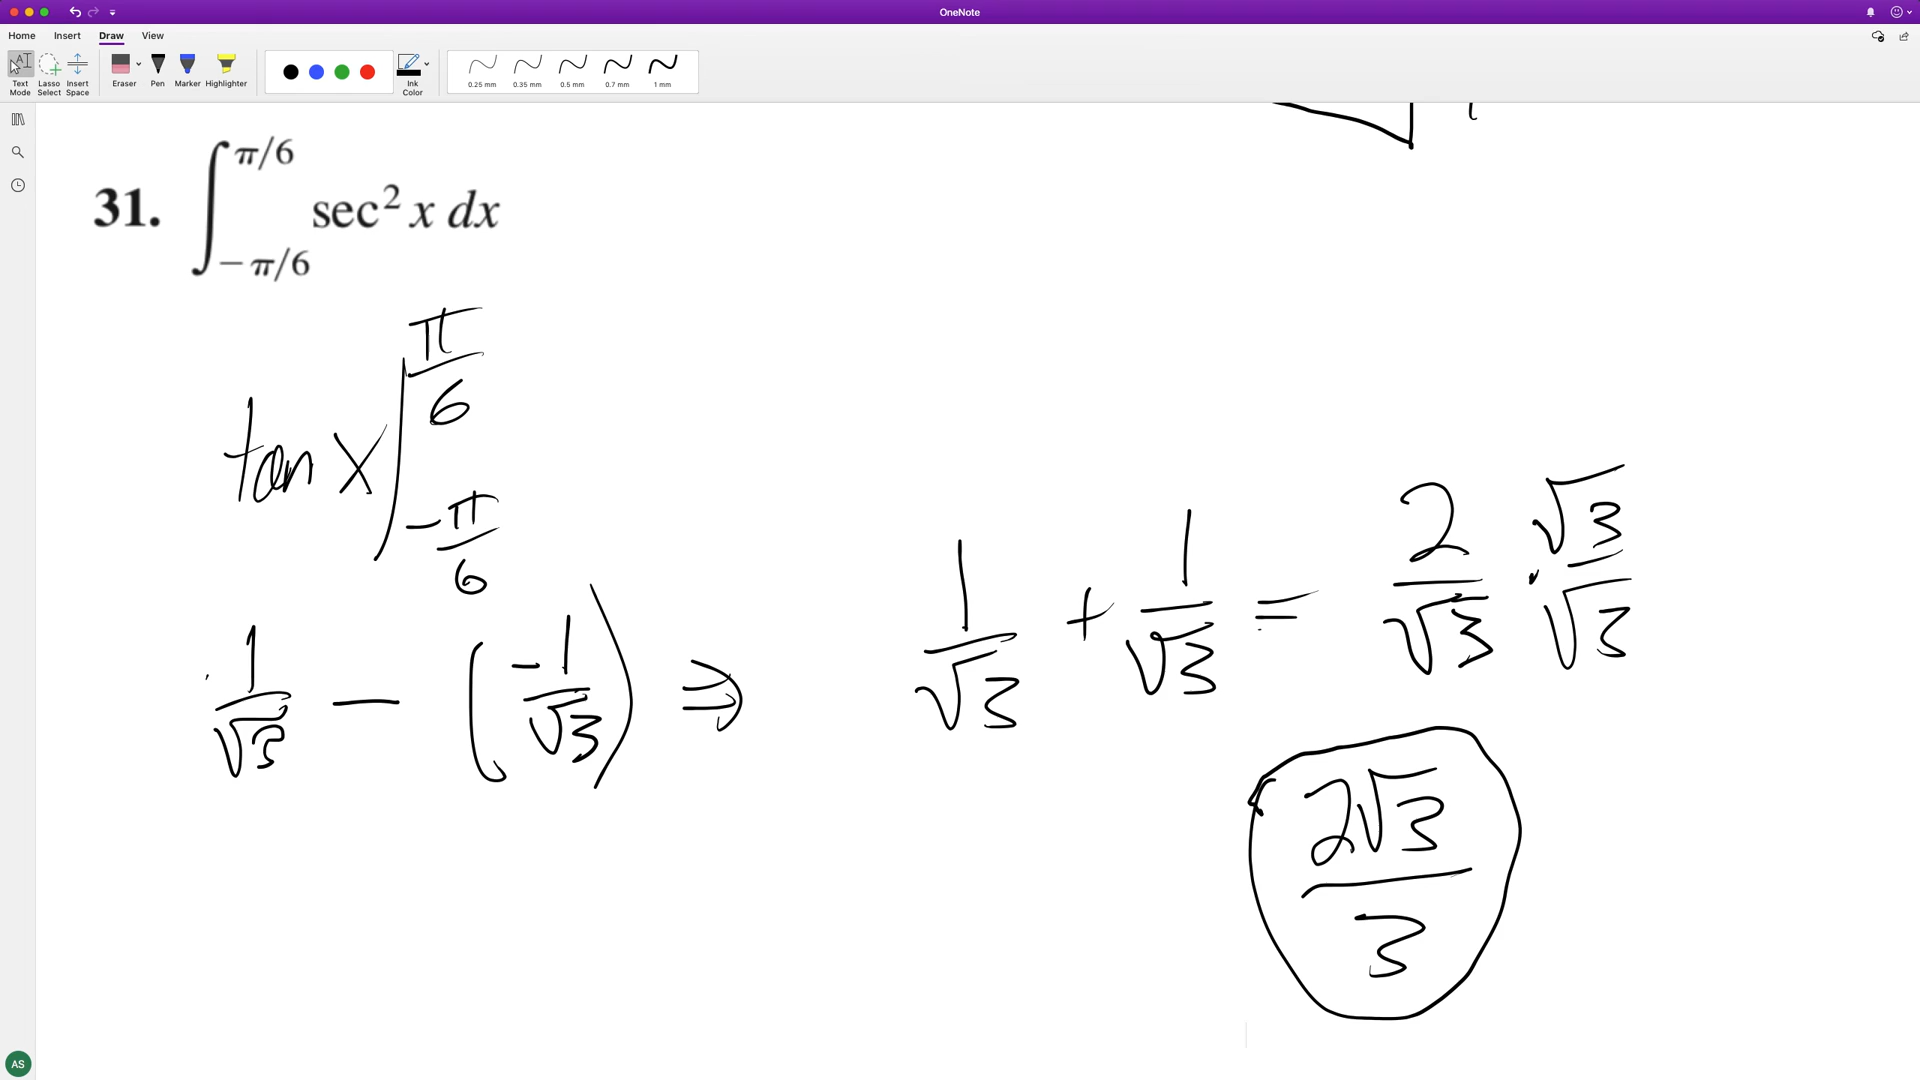 OneNote
Home Insert Draw View
Text Mode Lasso Select Insert Space Eraser Pen Marker Highlighter Ink Color 0.25 mm 0.35 mm 0.5 mm 0.7 mm 1 mm
31. ∫_{-π/6}^{π/6} sec² x dx
tan x |_{-π/6}^{π/6}
1/√3 - (-1/√3) ⇒ 1/√3 + 1/√3 = 2/√3 · √3/√3
2√3/3
AS